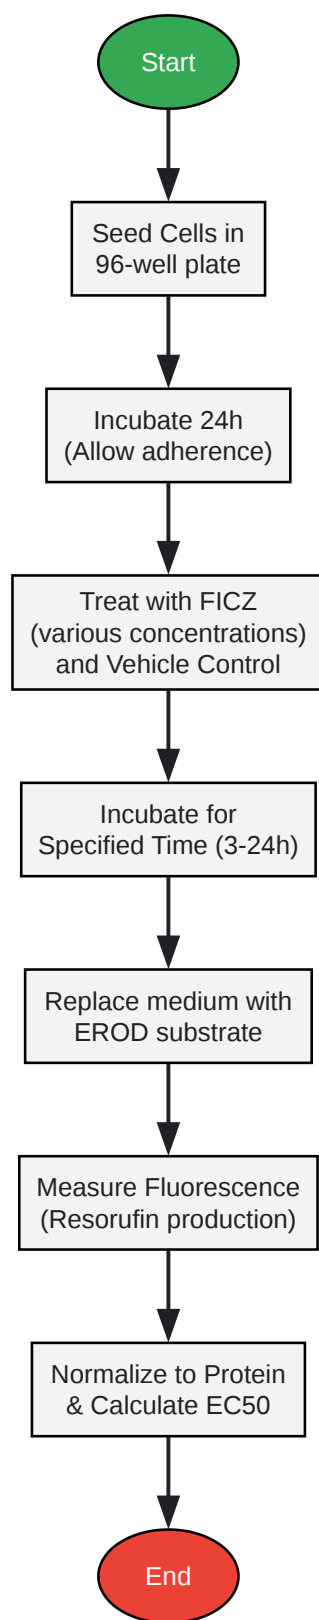 Start
Seed Cells in
96-well plate
Incubate 24h
(Allow adherence)
Treat with FICZ
(various concentrations)
and Vehicle Control
Incubate for
Specified Time (3-24h)
Replace medium with
EROD substrate
Measure Fluorescence
(Resorufin production)
Normalize to Protein
& Calculate EC50
End